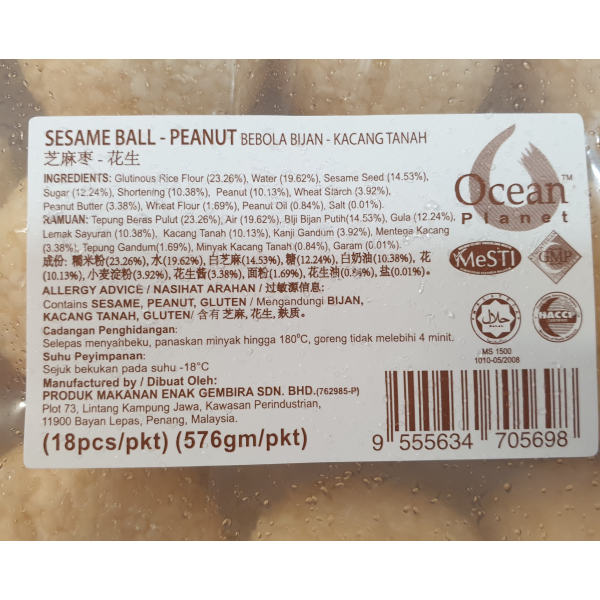 SESAME BALL - PEANUT BEBOLA BIJAN - KACANG TANAH
芝麻枣 - 花生
INGREDIENTS: Glutinous Rice Flour (23.26%), Water (19.62%), Sesame Seed (14.53%),
Sugar (12.24%), Shortening (10.38%), Peanut (10.13%), Wheat Starch (3.92%),
Peanut Butter (3.38%), Wheat Flour (1.69%), Peanut Oil (0.84%), Salt (0.01%).
RAMUAN: Tepung Beras Pulut (23.26%), Air (19.62%), Biji Bijan Putih(14.53%), Gula (12.24%),
Lemak Sayuran (10.38%), Kacang Tanah (10.13%), Kanji Gandum (3.92%), Mentega Kacang
(3.38%), Tepung Gandum(1.69%), Minyak Kacang Tanah (0.84%), Garam (0.01%).
成份: 糯米粉(23.26%), 水(19.62%), 白芝麻(14.53%), 糖(12.24%), 白奶油(10.38%), 花
(10.13%), 小麦淀粉(3.92%), 花生酱(3.38%), 面粉(1.69%), 花生油(0.84%), 盐(0.01%)。
ALLERGY ADVICE / NASIHAT ARAHAN / 过敏源信息:
Contains SESAME, PEANUT, GLUTEN / Mengandungi BIJAN,
KACANG TANAH, GLUTEN/ 含有芝麻, 花生, 麸质。
Cadangan Penghidangan:
Selepas menyahbeku, panaskan minyak hingga 180ºC, goreng tidak melebihi 4 minit.
Suhu Peyimpanan:
Sejuk bekukan pada suhu -18°C
Manufactured by / Dibuat Oleh:
PRODUK MAKANAN ENAK GEMBIRA SDN. BHD.(762985-P)
Plot 73, Lintang Kampung Jawa, Kawasan Perindustrian,
11900 Bayan Lepas, Penang, Malaysia.
(18pcs/pkt) (576gm/pkt)
Ocean™
Planet
MeSTI
GMP
حلال
Halal
HACCP
MS 1500
1010-05/2008
9 555634 705698